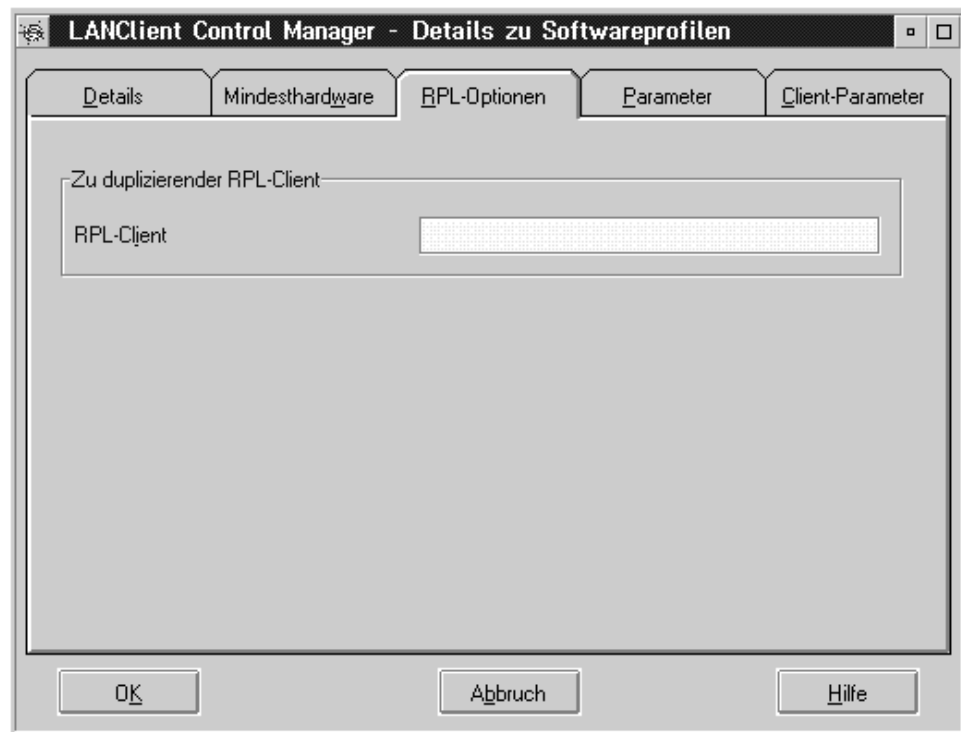 LANClient Control Manager - Details zu Softwareprofilen
Details Mindesthardware RPL-Optionen Parameter Client-Parameter
Zu duplizierender RPL-Client
RPL-Client
OK Abbruch Hilfe